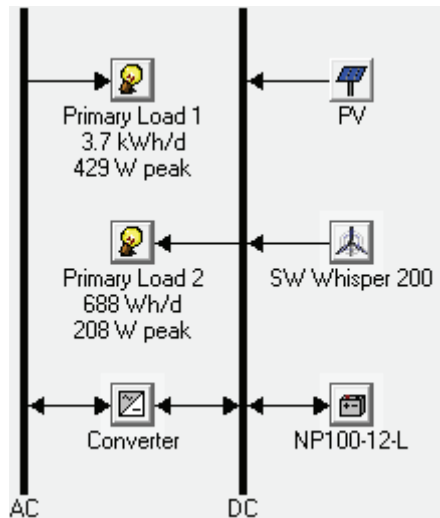 Primary Load 1
3.7 kWh/d
429 W peak
PV
Primary Load 2
688 Wh/d
208 W peak
SW Whisper 200
Converter
NP100-12-L
AC
DC